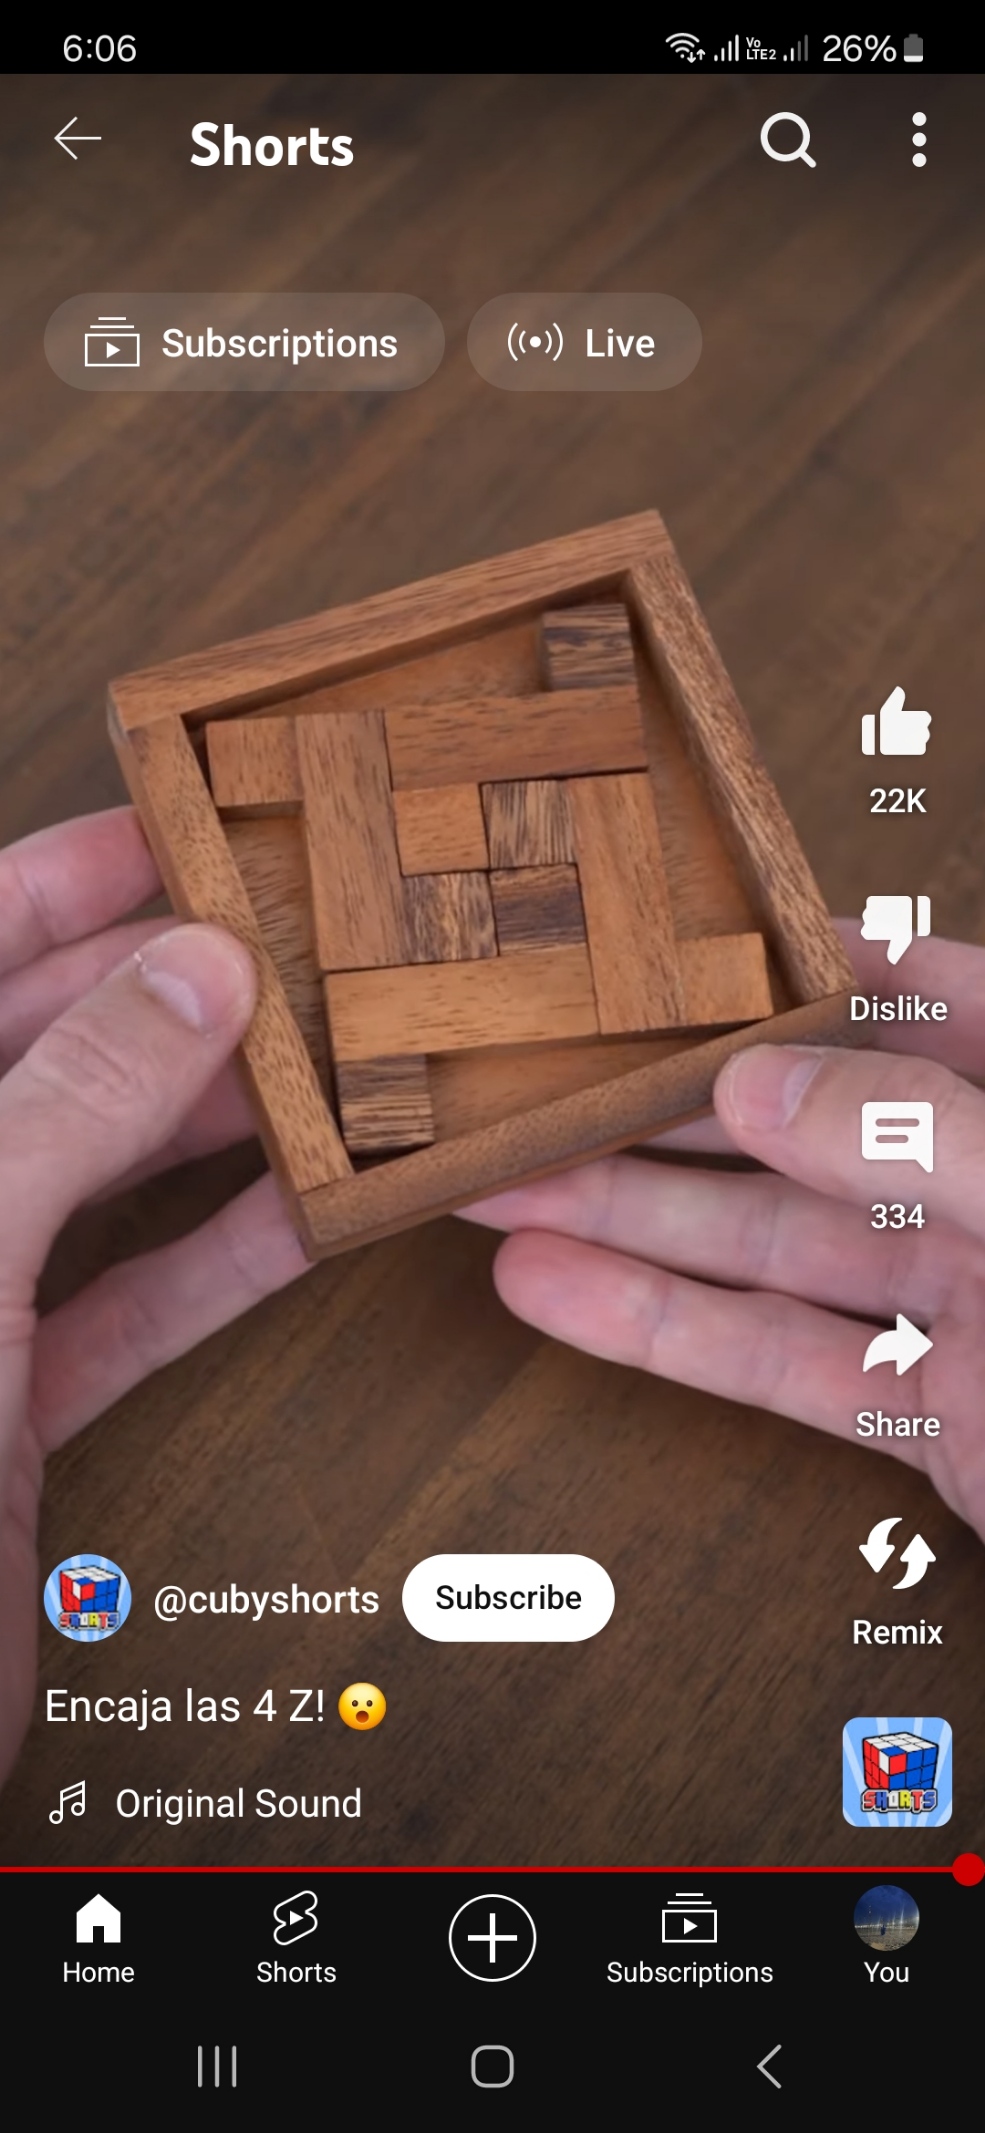 6:06
Vo
LTE2
26%
Shorts
Subscriptions
Live
22K
Dislike
334
Share
Remix
@cubyshorts
Subscribe
Encaja las 4 Z! 😮
Original Sound
SHORTS
SHORTS
Home
Shorts
Subscriptions
You